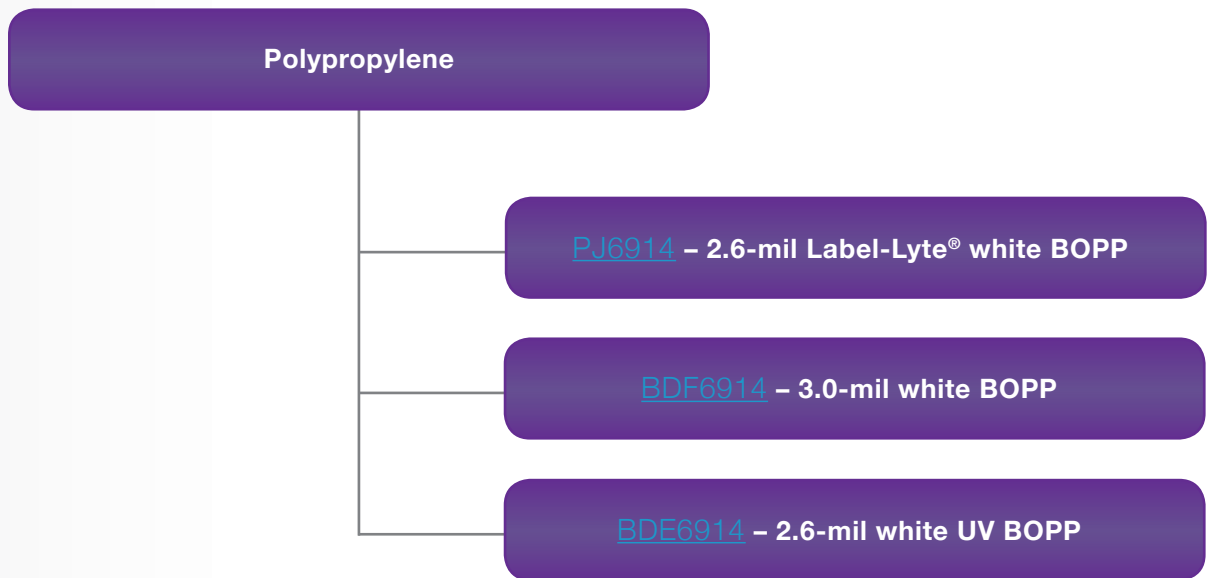 Polypropylene
PJ6914 – 2.6-mil Label-Lyte® white BOPP
BDF6914 – 3.0-mil white BOPP
BDE6914 – 2.6-mil white UV BOPP